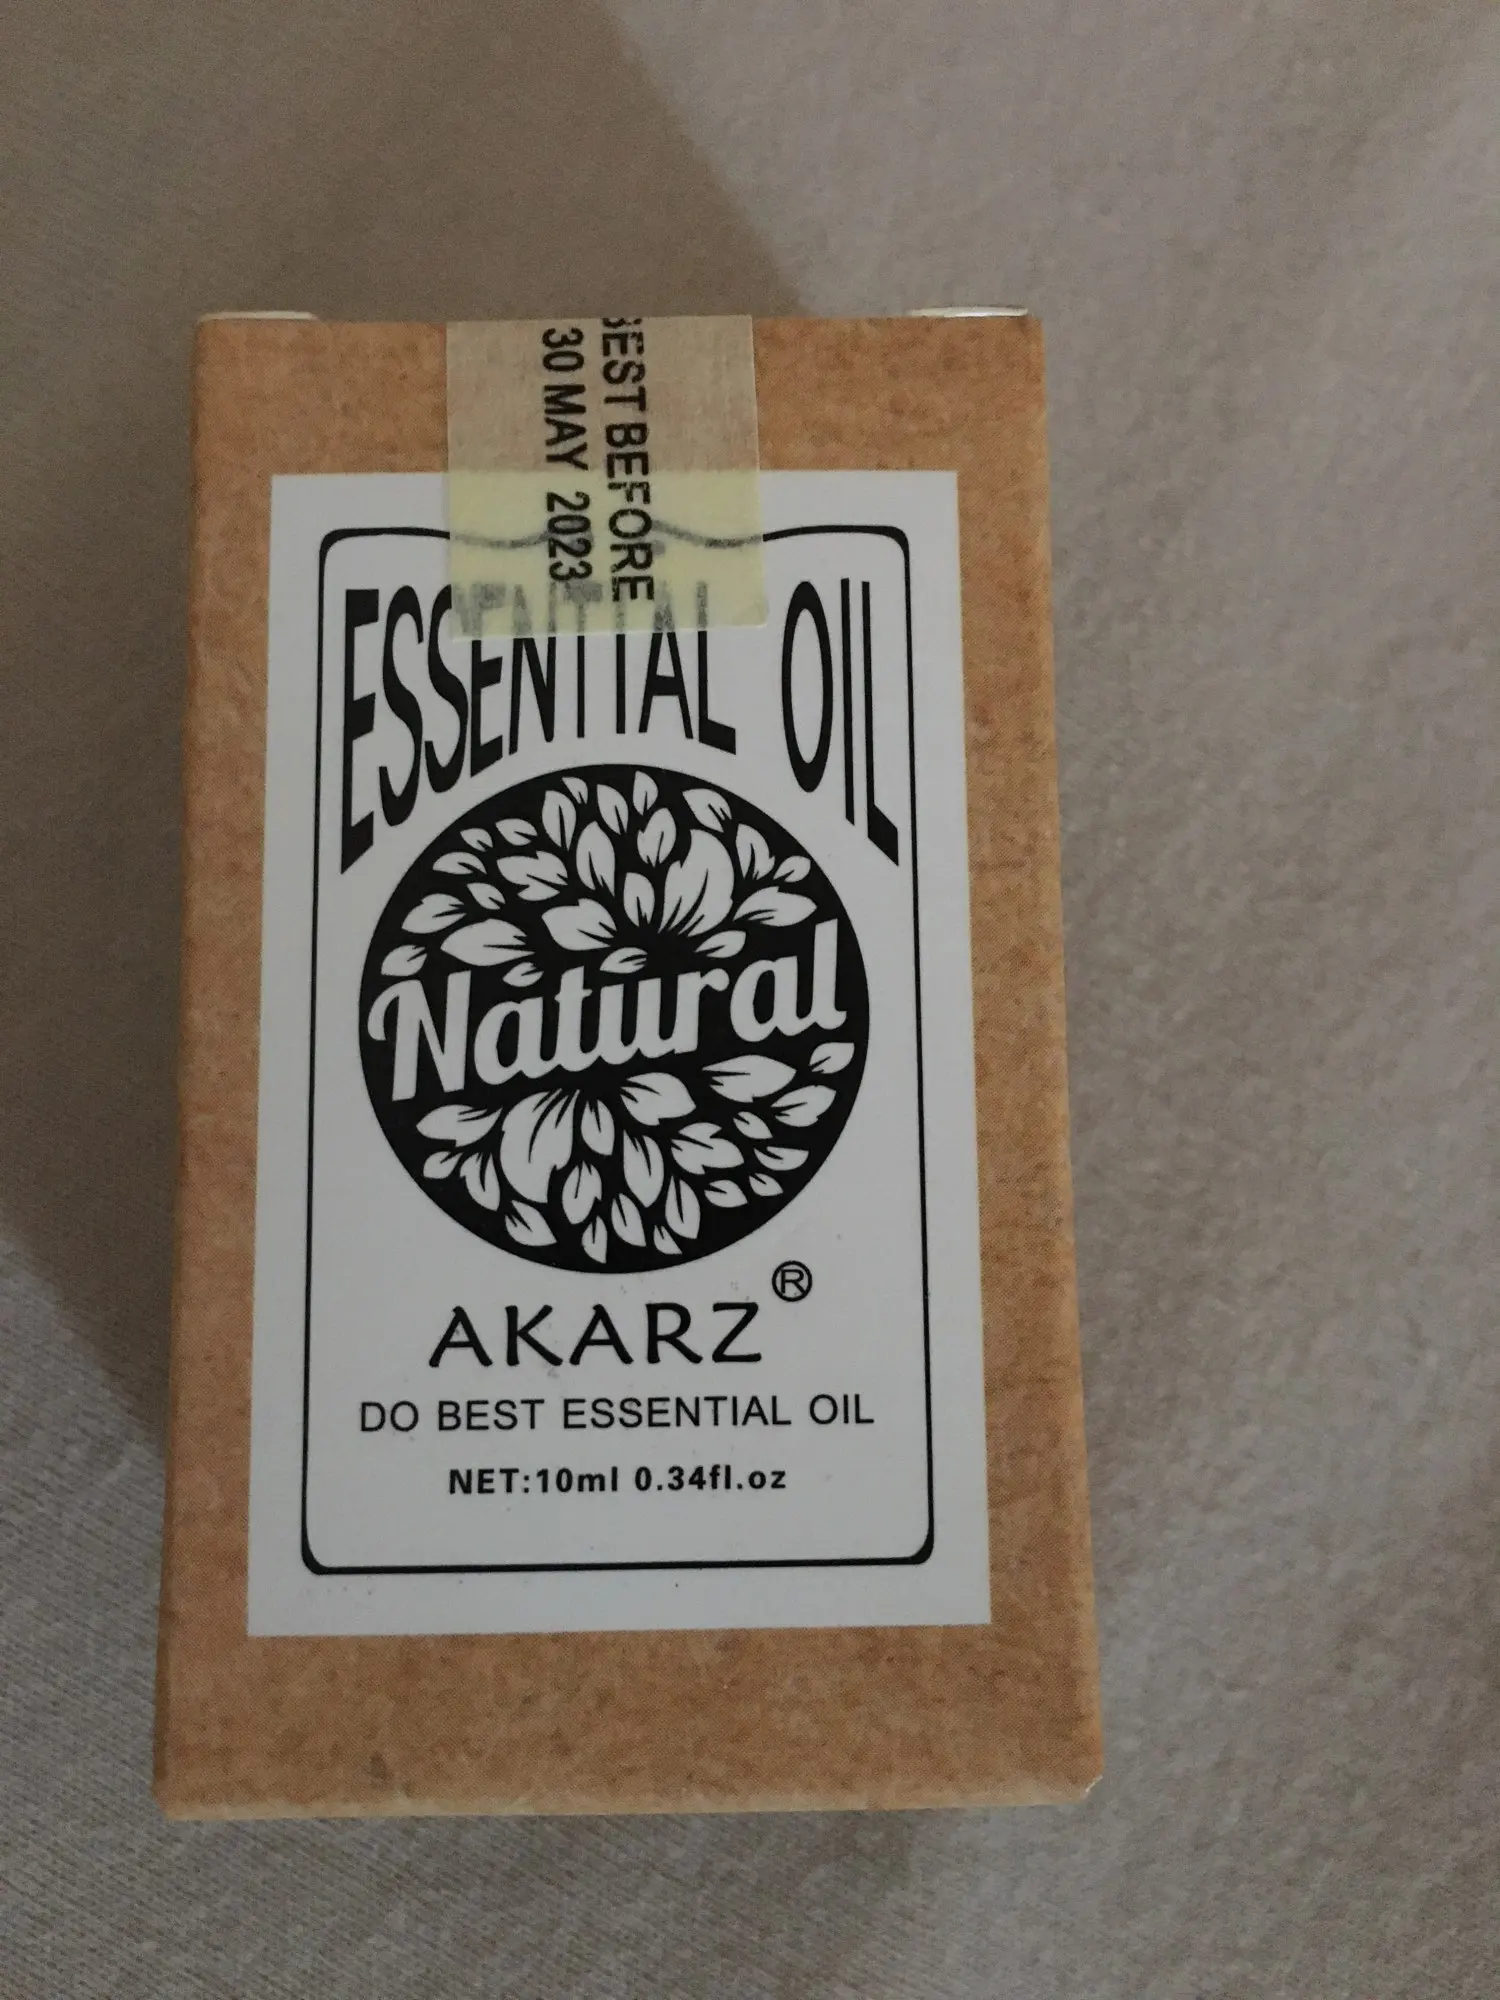 BEST BEFORE
30 MAY 2023
ESSENTIAL OIL
Natural
AKARZ®
DO BEST ESSENTIAL OIL
NET:10ml 0.34fl.oz